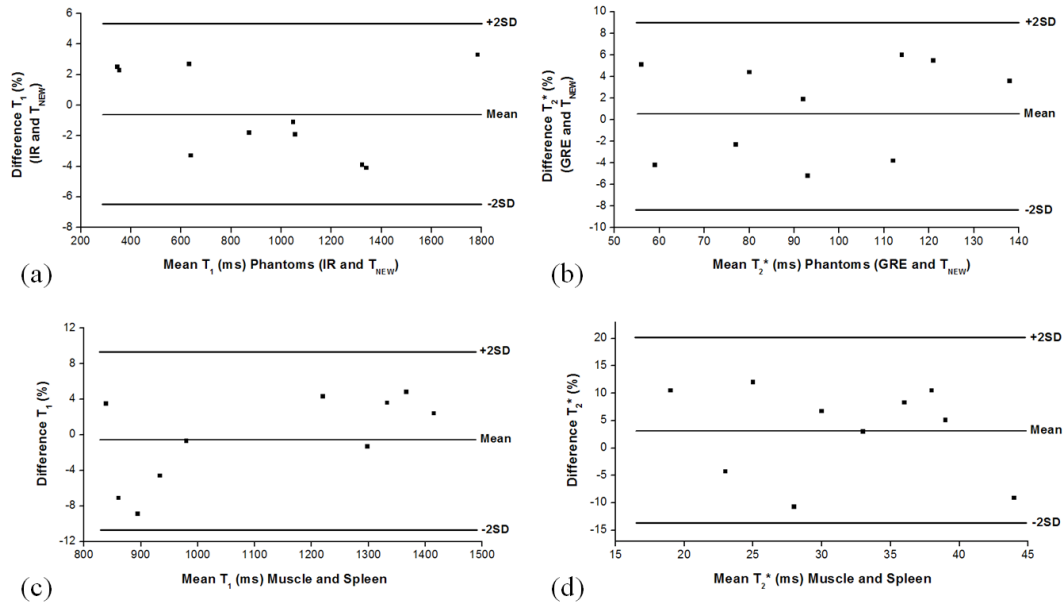 6
4
2
0
-2
-4
-6
-8
200 400 600 800 1000 1200 1400 1600 1800
Difference T1 (%)
(IR and TNEW)
+2SD
Mean
-2SD
Mean T1 (ms) Phantoms (IR and TNEW)
(a)
10
8
6
4
2
0
-2
-4
-6
-8
-10
50 60 70 80 90 100 110 120 130 140
Difference T2* (%)
(GRE and TNEW)
+2SD
Mean
-2SD
Mean T2* (ms) Phantoms (GRE and TNEW)
(b)
12
8
4
0
-4
-8
-12
800 900 1000 1100 1200 1300 1400 1500
Difference T1 (%)
+2SD
Mean
-2SD
Mean T1 (ms) Muscle and Spleen
(c)
20
15
10
5
0
-5
-10
-15
15 20 25 30 35 40 45
Difference T2* (%)
+2SD
Mean
-2SD
Mean T2* (ms) Muscle and Spleen
(d)